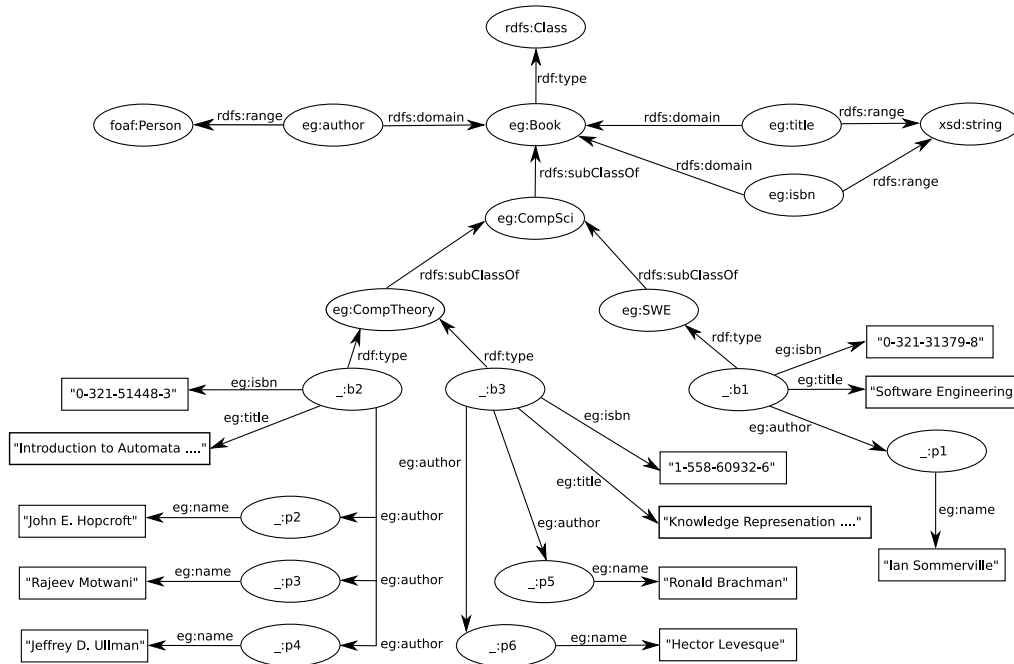 rdfs:Class
rdf:type
foaf:Person
rdfs:range
eg:author
rdfs:domain
eg:Book
rdfs:domain
eg:title
rdfs:range
xsd:string
rdfs:domain
eg:isbn
rdfs:range
rdfs:subClassOf
eg:CompSci
rdfs:subClassOf
rdfs:subClassOf
eg:CompTheory
eg:SWE
rdf:type
rdf:type
rdf:type
eg:isbn
"0-321-31379-8"
"0-321-51448-3"
eg:isbn
_:b2
_:b3
_:b1
eg:title
"Software Engineering
eg:title
eg:isbn
eg:author
"Introduction to Automata ...."
_:p1
eg:author
"1-558-60932-6"
eg:title
eg:name
"John E. Hopcroft"
eg:name
_:p2
eg:author
eg:author
"Knowledge Represenation ...."
"Ian Sommerville"
"Rajeev Motwani"
eg:name
_:p3
eg:author
_:p5
eg:name
"Ronald Brachman"
"Jeffrey D. Ullman"
eg:name
_:p4
eg:author
_:p6
eg:name
"Hector Levesque"